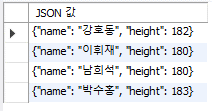 JSON 값
{"name": "강호동", "height": 182}
{"name": "이휘재", "height": 180}
{"name": "남희석", "height": 180}
{"name": "박수홍", "height": 183}